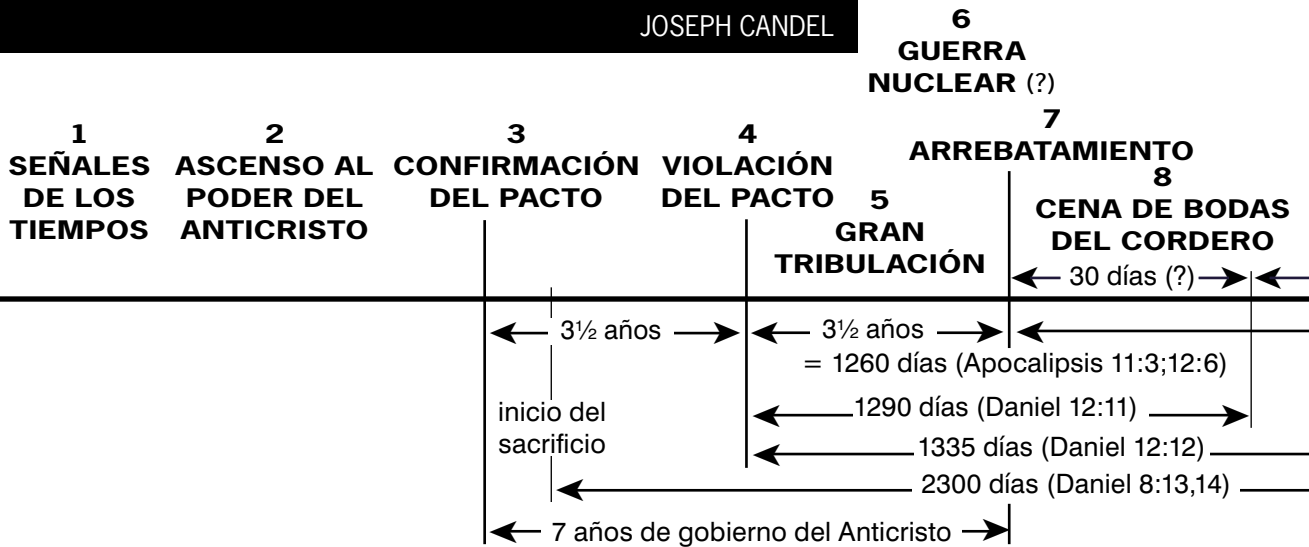 JOSEPH CANDEL
6
GUERRA
NUCLEAR (?)
1
SEÑALES
DE LOS
TIEMPOS
2
ASCENSO AL
PODER DEL
ANTICRISTO
3
CONFIRMACIÓN
DEL PACTO
4
VIOLACIÓN
DEL PACTO
5
GRAN
TRIBULACIÓN
7
ARREBATAMIENTO
8
CENA DE BODAS
DEL CORDERO
30 días (?)
3½ años
3½ años
= 1260 días (Apocalipsis 11:3;12:6)
inicio del
sacrificio
1290 días (Daniel 12:11)
1335 días (Daniel 12:12)
2300 días (Daniel 8:13,14)
7 años de gobierno del Anticristo